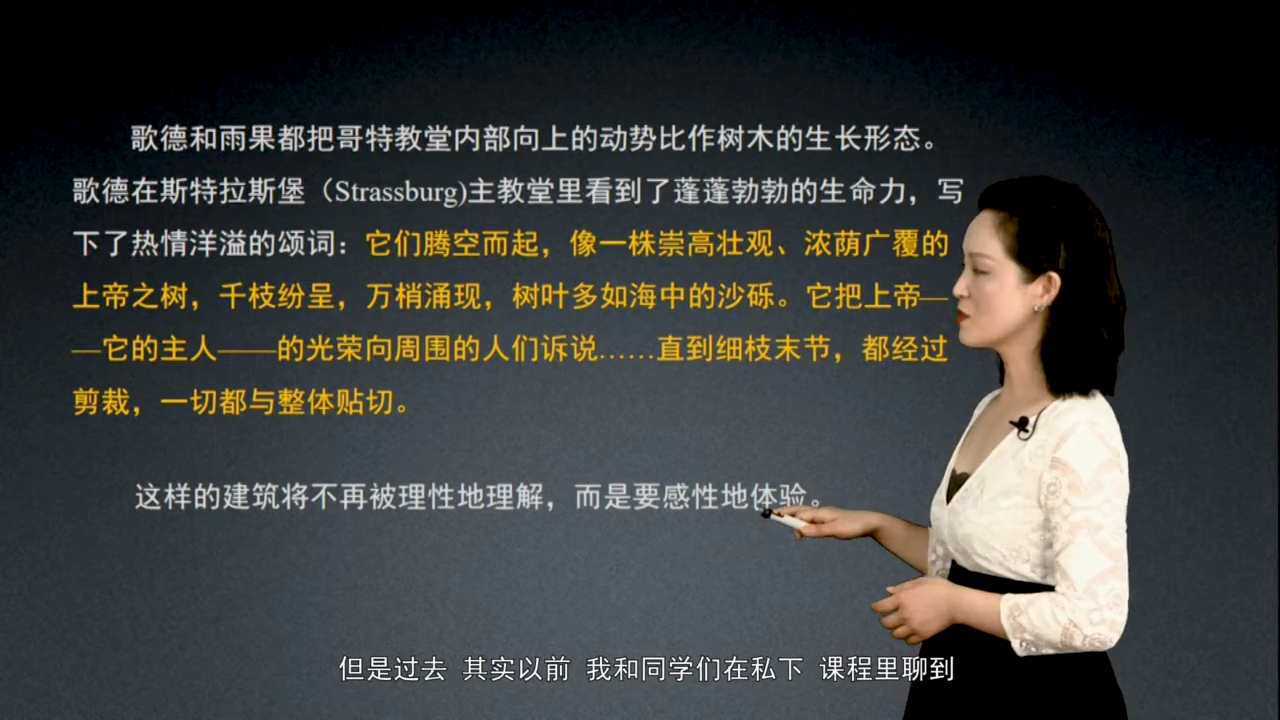 歌德和雨果都把哥特教堂内部向上的动势比作树木的生长形态。
歌德在斯特拉斯堡（Strassburg)主教堂里看到了蓬蓬勃勃的生命力，写
下了热情洋溢的颂词：它们腾空而起，像一株崇高壮观、浓荫广覆的
上帝之树，千枝纷呈，万梢涌现，树叶多如海中的沙砾。它把上帝—
—它的主人——的光荣向周围的人们诉说……直到细枝末节，都经过
剪裁，一切都与整体贴切。
这样的建筑将不再被理性地理解，而是要感性地体验。
但是过去 其实以前 我和同学们在私下 课程里聊到